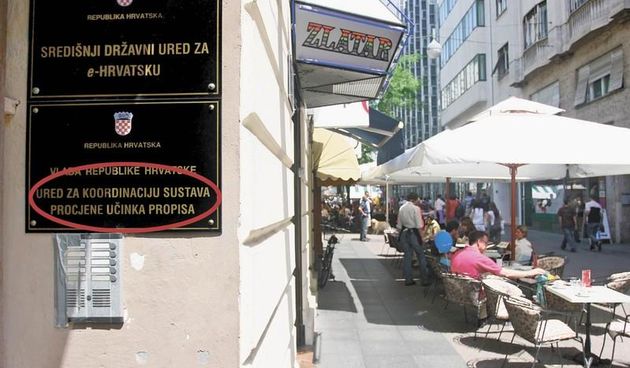 REPUBLIKA HRVATSKA
SREDIŠNJI DRŽAVNI URED ZA
e-HRVATSKU
REPUBLIKA HRVATSKA
VLADA REPUBLIKE HRVATSKE
URED ZA KOORDINACIJU SUSTAVA
PROCJENE UČINKA PROPISA
ZLATAR